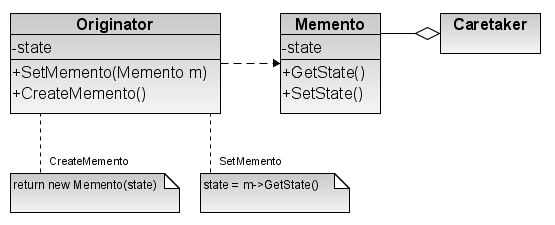 Originator
-state
+SetMemento(Memento m)
+CreateMemento()
Memento
-state
+GetState()
+SetState()
Caretaker
CreateMemento
return new Memento(state)
SetMemento
state = m->GetState()